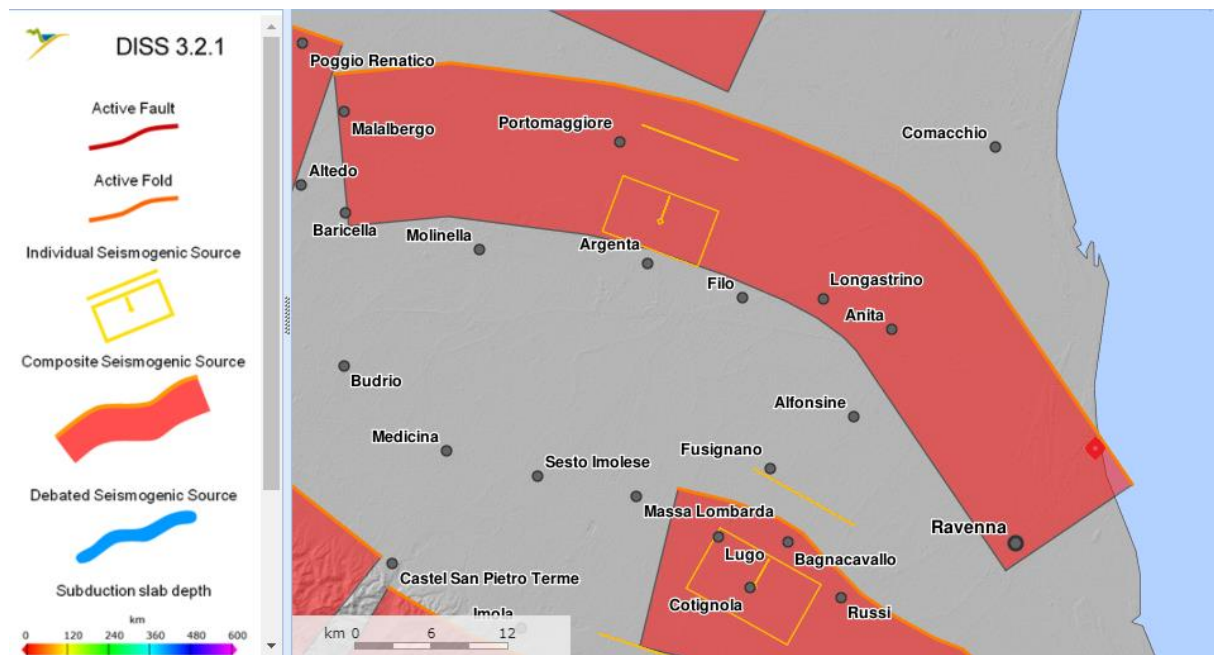 DISS 3.2.1
Active Fault
Active Fold
Individual Seismogenic Source
Composite Seismogenic Source
Debated Seismogenic Source
Subduction slab depth
km
0 120 240 360 480 600
Poggio Renatico
Malalbergo
Portomaggiore
Comacchio
Altedo
Baricella
Molinella
Argenta
Filo
Longastrino
Anita
Budrio
Alfonsine
Medicina
Fusignano
Sesto Imolese
Massa Lombarda
Ravenna
Lugo
Bagnacavallo
Castel San Pietro Terme
Cotignola
Russi
Imola
km 0 6 12